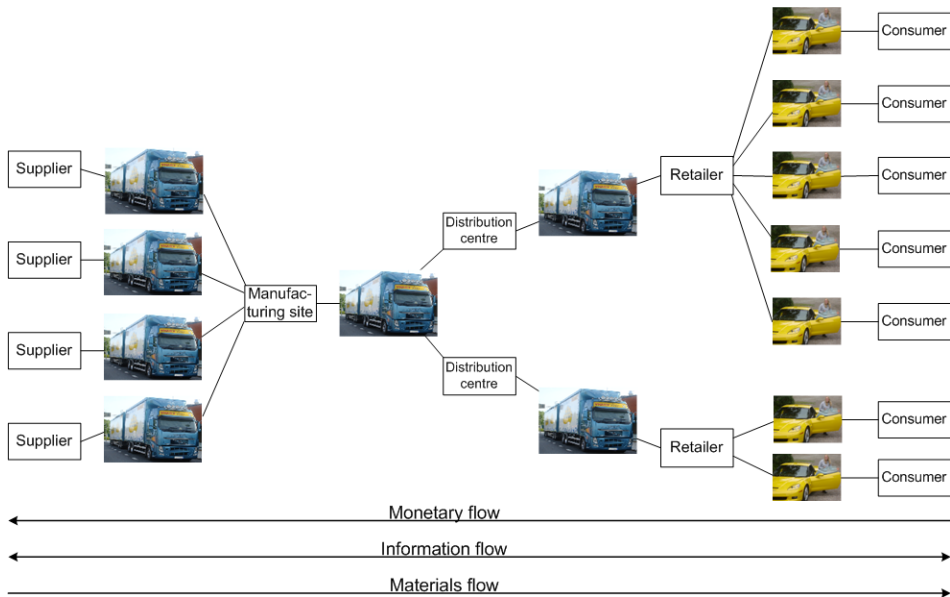 Consumer
Consumer
Supplier
Retailer
Consumer
Distribution
centre
Supplier
Consumer
Manufac-
turing site
Consumer
Supplier
Distribution
centre
Consumer
Supplier
Retailer
Consumer
Monetary flow
Information flow
Materials flow